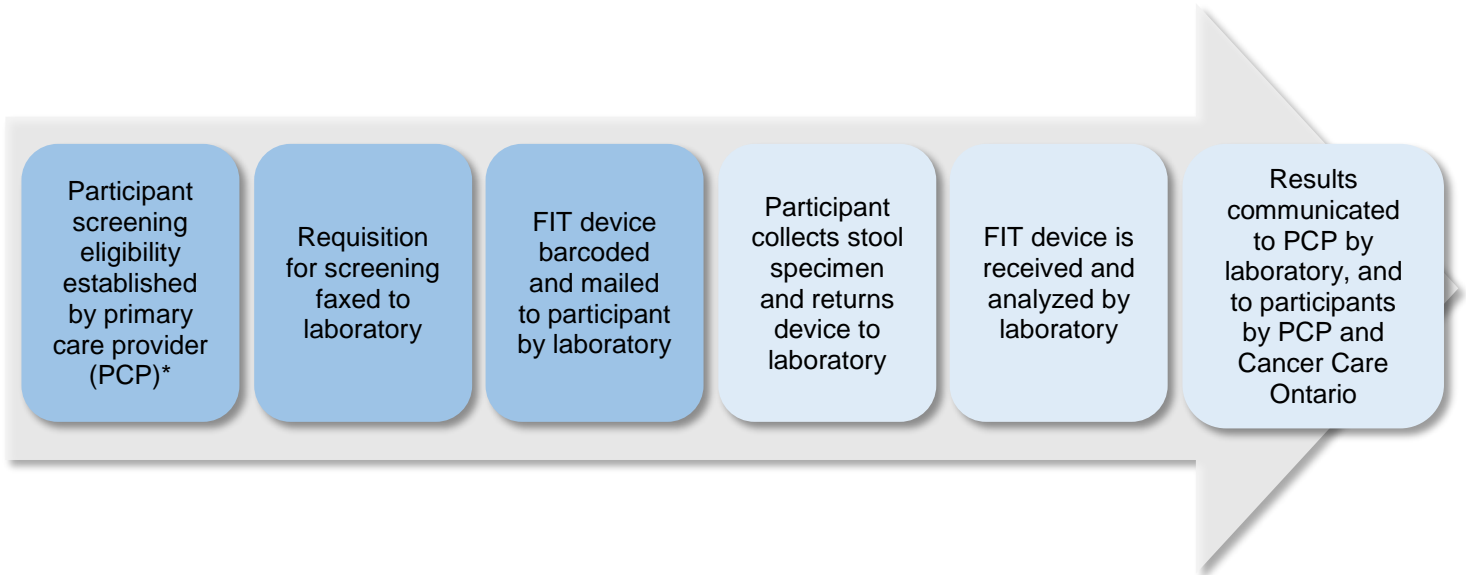 Participant
screening
eligibility
established
by primary
care provider
(PCP)*
Requisition
for screening
faxed to
laboratory
FIT device
barcoded
and mailed
to participant
by laboratory
Participant
collects stool
specimen
and returns
device to
laboratory
FIT device is
received and
analyzed by
laboratory
Results
communicated
to PCP by
laboratory, and
to participants
by PCP and
Cancer Care
Ontario